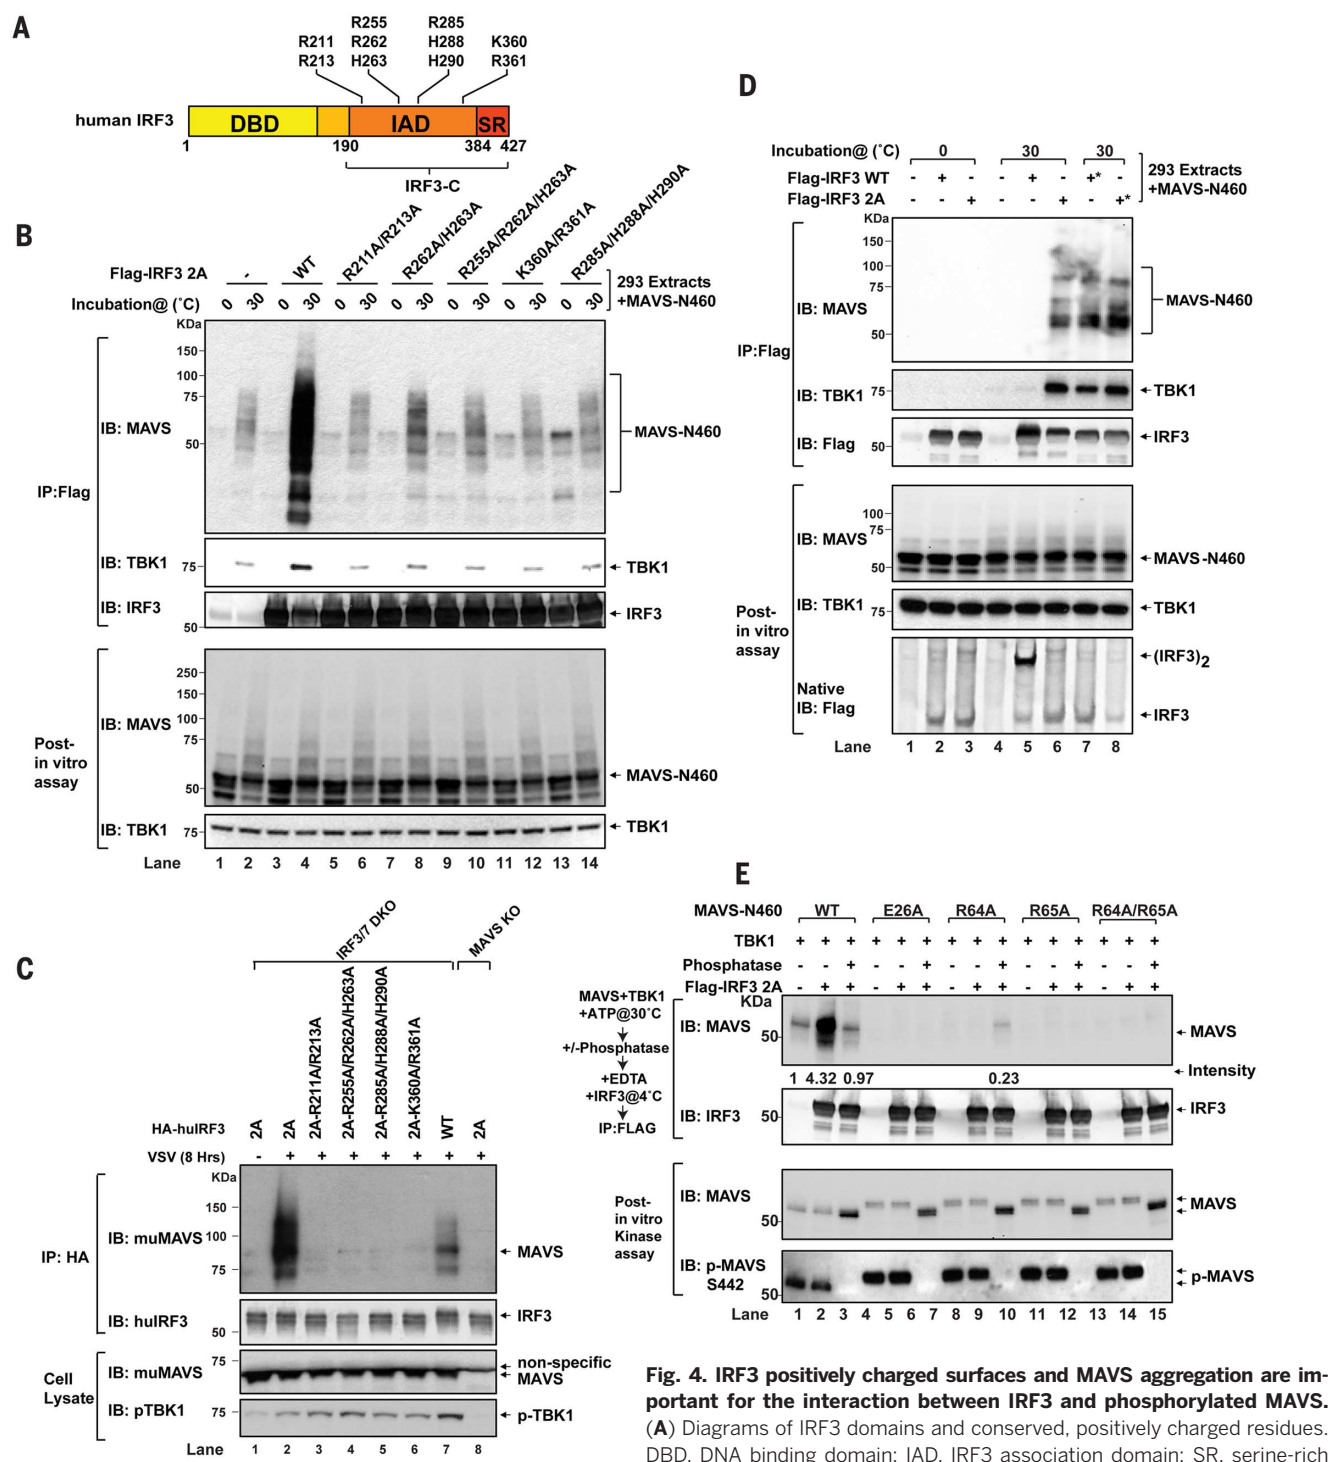 A
R255 R285
R211 R262 H288 K360
R213 H263 H290 R361
human IRF3 DBD IAD SR
1 190 384 427
IRF3-C
B
Flag-IRF3 2A - WT R211A/R213A R262A/H263A R255A/R262A/H263A K360A/R361A R285A/H288A/H290A
Incubation@ (˚C) 0 30 0 30 0 30 0 30 0 30 0 30 0 30
293 Extracts
+MAVS-N460
KDa
150
100
75
50
IP:Flag
IB: MAVS
MAVS-N460
IB: TBK1 75 TBK1
IB: IRF3 IRF3
50
Post-
in vitro
assay
250
150
IB: MAVS 100
75
MAVS-N460
50
IB: TBK1 75 TBK1
Lane 1 2 3 4 5 6 7 8 9 10 11 12 13 14
C
IRF3/7 DKO MAVS KO
HA-huIRF3 2A 2A 2A-R211A/R213A 2A-R255A/R262A/H263A 2A-R285A/H288A/H290A 2A-K360A/R361A WT 2A
VSV (8 Hrs) - + + + + + + +
KDa
150
IB: muMAVS 100
IP: HA
MAVS
75
IB: huIRF3 IRF3
50
Cell
Lysate
IB: muMAVS 75 non-specific
MAVS
IB: pTBK1 75 p-TBK1
Lane 1 2 3 4 5 6 7 8
D
Incubation@ (˚C) 0 30 30
Flag-IRF3 WT - + - - + - +* -
Flag-IRF3 2A - - + - - + - +*
293 Extracts
+MAVS-N460
KDa
150
100
75
IB: MAVS MAVS-N460
50
IP:Flag
IB: TBK1 75 TBK1
IB: Flag 50 IRF3
100
75
IB: MAVS
MAVS-N460
50
Post-
in vitro
assay
IB: TBK1 75 TBK1
(IRF3)2
Native
IB: Flag
IRF3
Lane 1 2 3 4 5 6 7 8
E
MAVS-N460 WT E26A R64A R65A R64A/R65A
TBK1 + + + + + + + + + + + + + + +
Phosphatase - - + - - + - - + - - + - - +
Flag-IRF3 2A - + + - + + - + + - + + - + +
MAVS+TBK1
+ATP@30˚C
+/-Phosphatase
+EDTA
+IRF3@4˚C
IP:FLAG
KDa
IB: MAVS 50 MAVS
1 4.32 0.97 0.23 Intensity
IB: IRF3 50 IRF3
Post-
in vitro
Kinase
assay
IB: MAVS MAVS
50
IB: p-MAVS
S442
p-MAVS
50
Lane 1 2 3 4 5 6 7 8 9 10 11 12 13 14 15
Fig. 4. IRF3 positively charged surfaces and MAVS aggregation are im-
portant for the interaction between IRF3 and phosphorylated MAVS.
(A) Diagrams of IRF3 domains and conserved, positively charged residues.
DBD, DNA binding domain; IAD, IRF3 association domain; SR, serine-rich